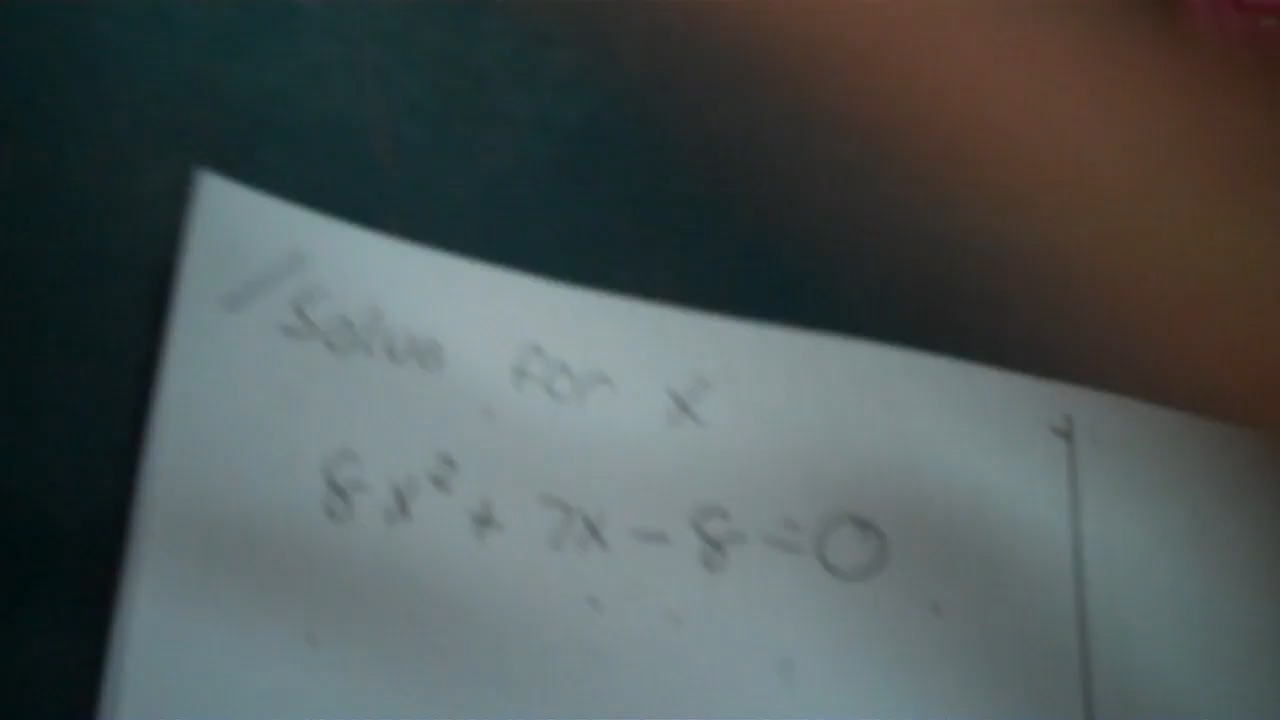 Solve for x
8x² + 7x - 8 = 0